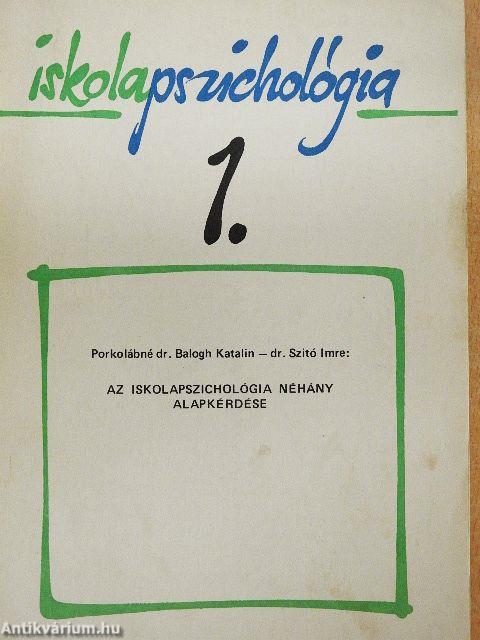 iskolapszichológia
1.
Porkolábné dr. Balogh Katalin – dr. Szitó Imre:
AZ ISKOLAPSZICHOLÓGIA NÉHÁNY
ALAPKÉRDÉSE
Antikvárium.hu